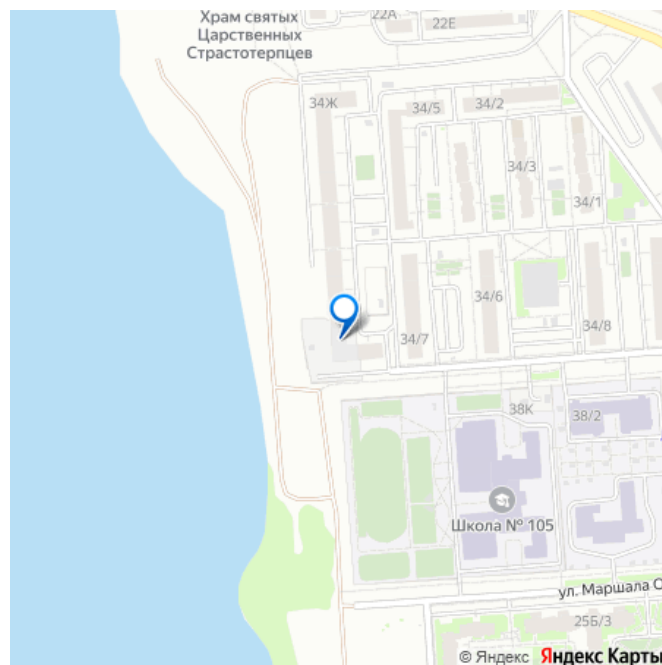 Храм святых
Царственных
Страстотерпцев
22А
22Е
34Ж
34/5
34/2
34/3
34/1
34/6
34/7
34/8
38К
38/2
Школа № 105
ул. Маршала О
25Б/3
© Яндекс Яндекс Карты